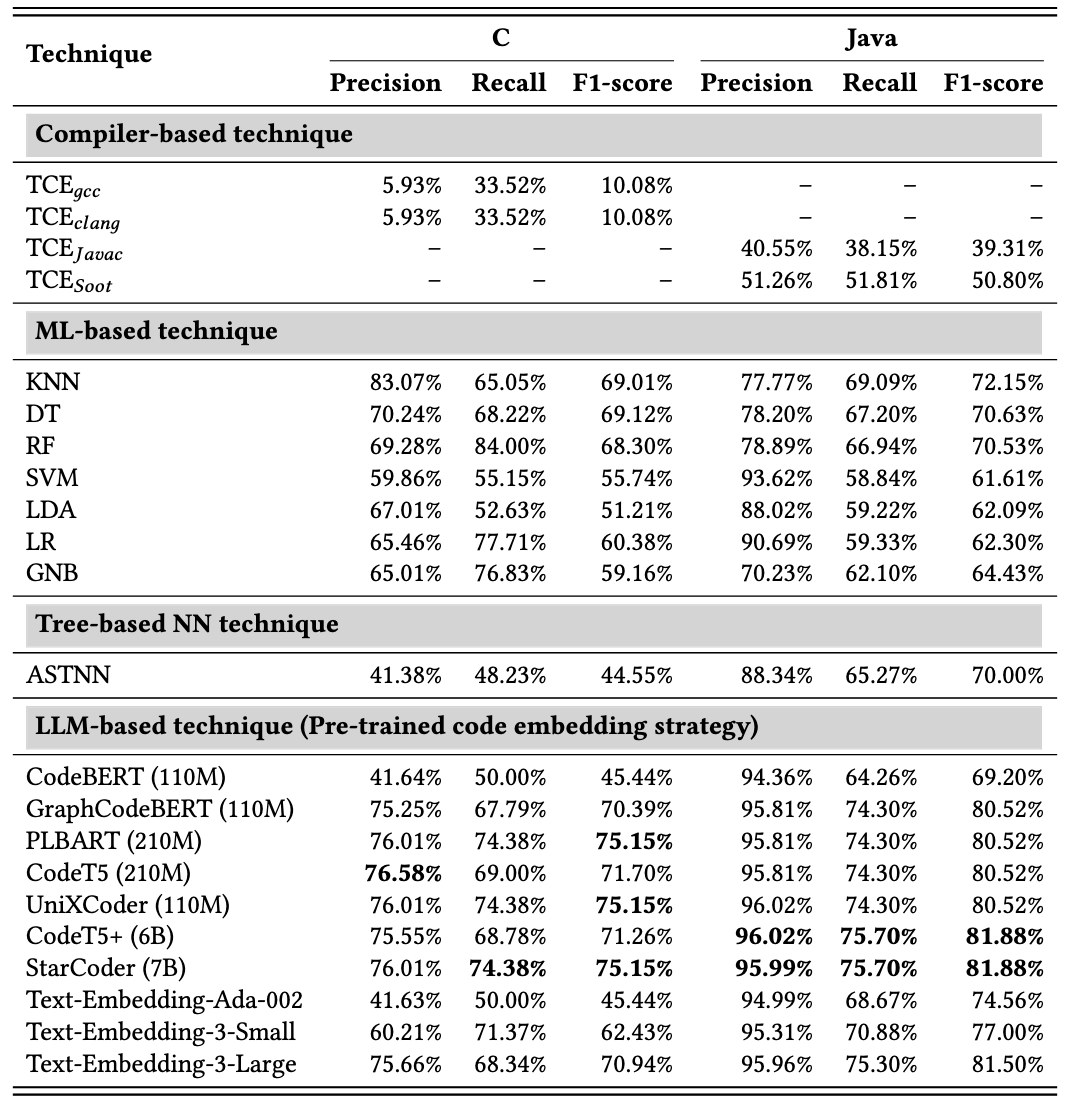 Technique C Java
Precision Recall F1-score Precision Recall F1-score
Compiler-based technique
TCEgcc 5.93% 33.52% 10.08% – – –
TCEclang 5.93% 33.52% 10.08% – – –
TCEJavac – – – 40.55% 38.15% 39.31%
TCESoot – – – 51.26% 51.81% 50.80%
ML-based technique
KNN 83.07% 65.05% 69.01% 77.77% 69.09% 72.15%
DT 70.24% 68.22% 69.12% 78.20% 67.20% 70.63%
RF 69.28% 84.00% 68.30% 78.89% 66.94% 70.53%
SVM 59.86% 55.15% 55.74% 93.62% 58.84% 61.61%
LDA 67.01% 52.63% 51.21% 88.02% 59.22% 62.09%
LR 65.46% 77.71% 60.38% 90.69% 59.33% 62.30%
GNB 65.01% 76.83% 59.16% 70.23% 62.10% 64.43%
Tree-based NN technique
ASTNN 41.38% 48.23% 44.55% 88.34% 65.27% 70.00%
LLM-based technique (Pre-trained code embedding strategy)
CodeBERT (110M) 41.64% 50.00% 45.44% 94.36% 64.26% 69.20%
GraphCodeBERT (110M) 75.25% 67.79% 70.39% 95.81% 74.30% 80.52%
PLBART (210M) 76.01% 74.38% 75.15% 95.81% 74.30% 80.52%
CodeT5 (210M) 76.58% 69.00% 71.70% 95.81% 74.30% 80.52%
UniXCoder (110M) 76.01% 74.38% 75.15% 96.02% 74.30% 80.52%
CodeT5+ (6B) 75.55% 68.78% 71.26% 96.02% 75.70% 81.88%
StarCoder (7B) 76.01% 74.38% 75.15% 95.99% 75.70% 81.88%
Text-Embedding-Ada-002 41.63% 50.00% 45.44% 94.99% 68.67% 74.56%
Text-Embedding-3-Small 60.21% 71.37% 62.43% 95.31% 70.88% 77.00%
Text-Embedding-3-Large 75.66% 68.34% 70.94% 95.96% 75.30% 81.50%